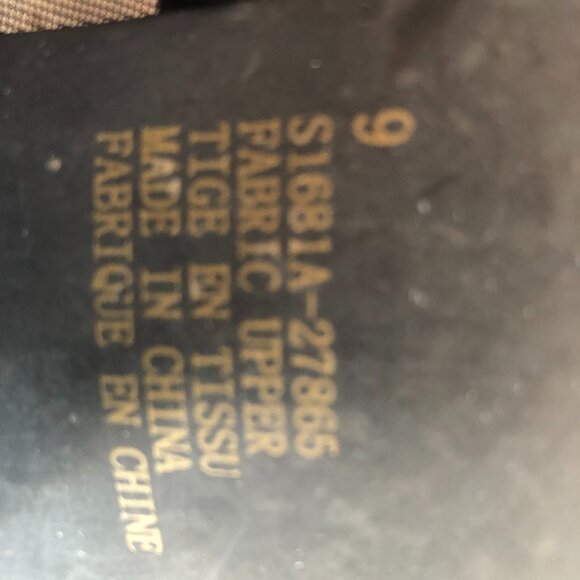 9
S1681A-27865
FABRIC UPPER
TIGE EN TISSU
MADE IN CHINA
FABRIQUE EN CHINE